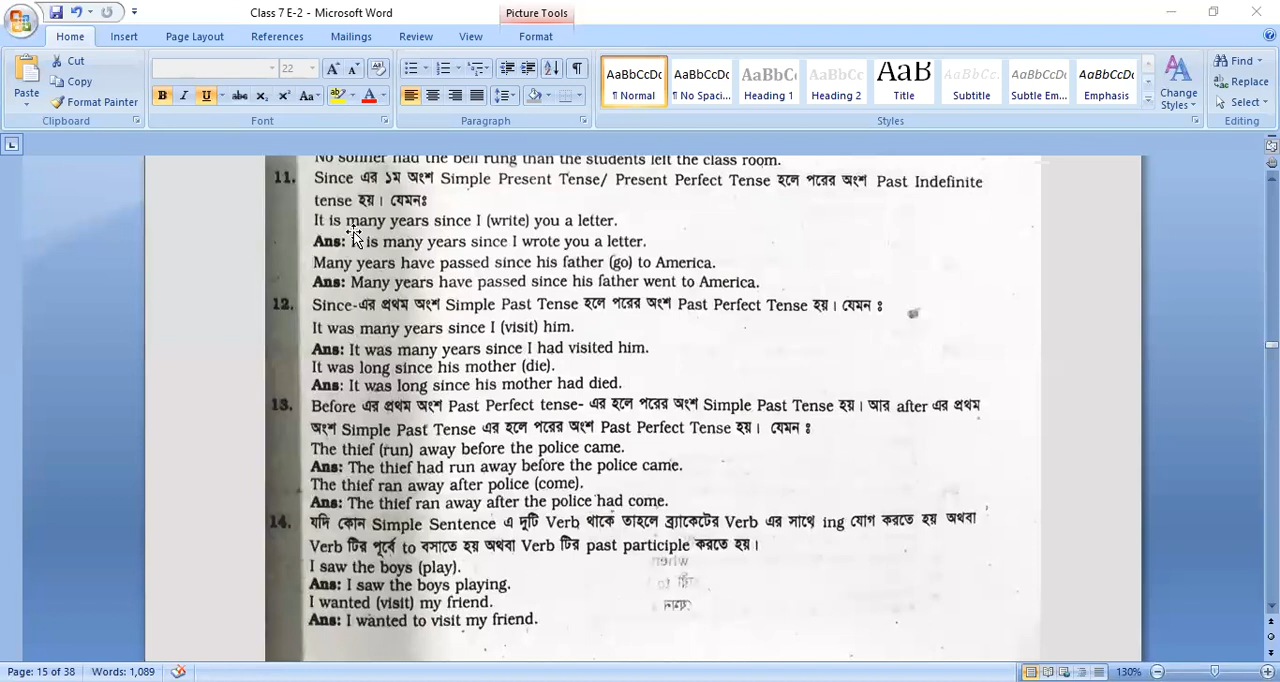 Class 7 E-2 - Microsoft Word
Picture Tools
Home Insert Page Layout References Mailings Review View Format
Paste
Cut
Copy
Format Painter
Clipboard
22
Font
Paragraph
AaBbCcDc AaBbCcDc AaBbC AaBbCc AaB AaBbCc. AaBbCcDc AaBbCcDc
¶ Normal ¶ No Spaci... Heading 1 Heading 2 Title Subtitle Subtle Em... Emphasis
Change Styles
Styles
Find
Replace
Select
Editing
No sonner had the bell rung than the students left the class room.
11. Since এর ১ম অংশ Simple Present Tense/ Present Perfect Tense হলে পরের অংশ Past Indefinite
tense হয়। যেমনঃ
It is many years since I (write) you a letter.
Ans: It is many years since I wrote you a letter.
Many years have passed since his father (go) to America.
Ans: Many years have passed since his father went to America.
12. Since-এর প্রথম অংশ Simple Past Tense হলে পরের অংশ Past Perfect Tense হয়। যেমন ঃ
It was many years since I (visit) him.
Ans: It was many years since I had visited him.
It was long since his mother (die).
Ans: It was long since his mother had died.
13. Before এর প্রথম অংশ Past Perfect tense- এর হলে পরের অংশ Simple Past Tense হয়। আর after এর প্রথম
অংশ Simple Past Tense এর হলে পরের অংশ Past Perfect Tense হয়। যেমন ঃ
The thief (run) away before the police came.
Ans: The thief had run away before the police came.
The thief ran away after police (come).
Ans: The thief ran away after the police had come.
14. যদি কোন Simple Sentence এ দুটি Verb থাকে তাহলে ব্র্যাকেটের Verb এর সাথে ing যোগ করতে হয় অথবা
Verb টির পূর্বে to বসাতে হয় অথবা Verb টির past participle করতে হয়।
I saw the boys (play).
Ans: I saw the boys playing.
I wanted (visit) my friend.
Ans: I wanted to visit my friend.
Page: 15 of 38 Words: 1,089 130%